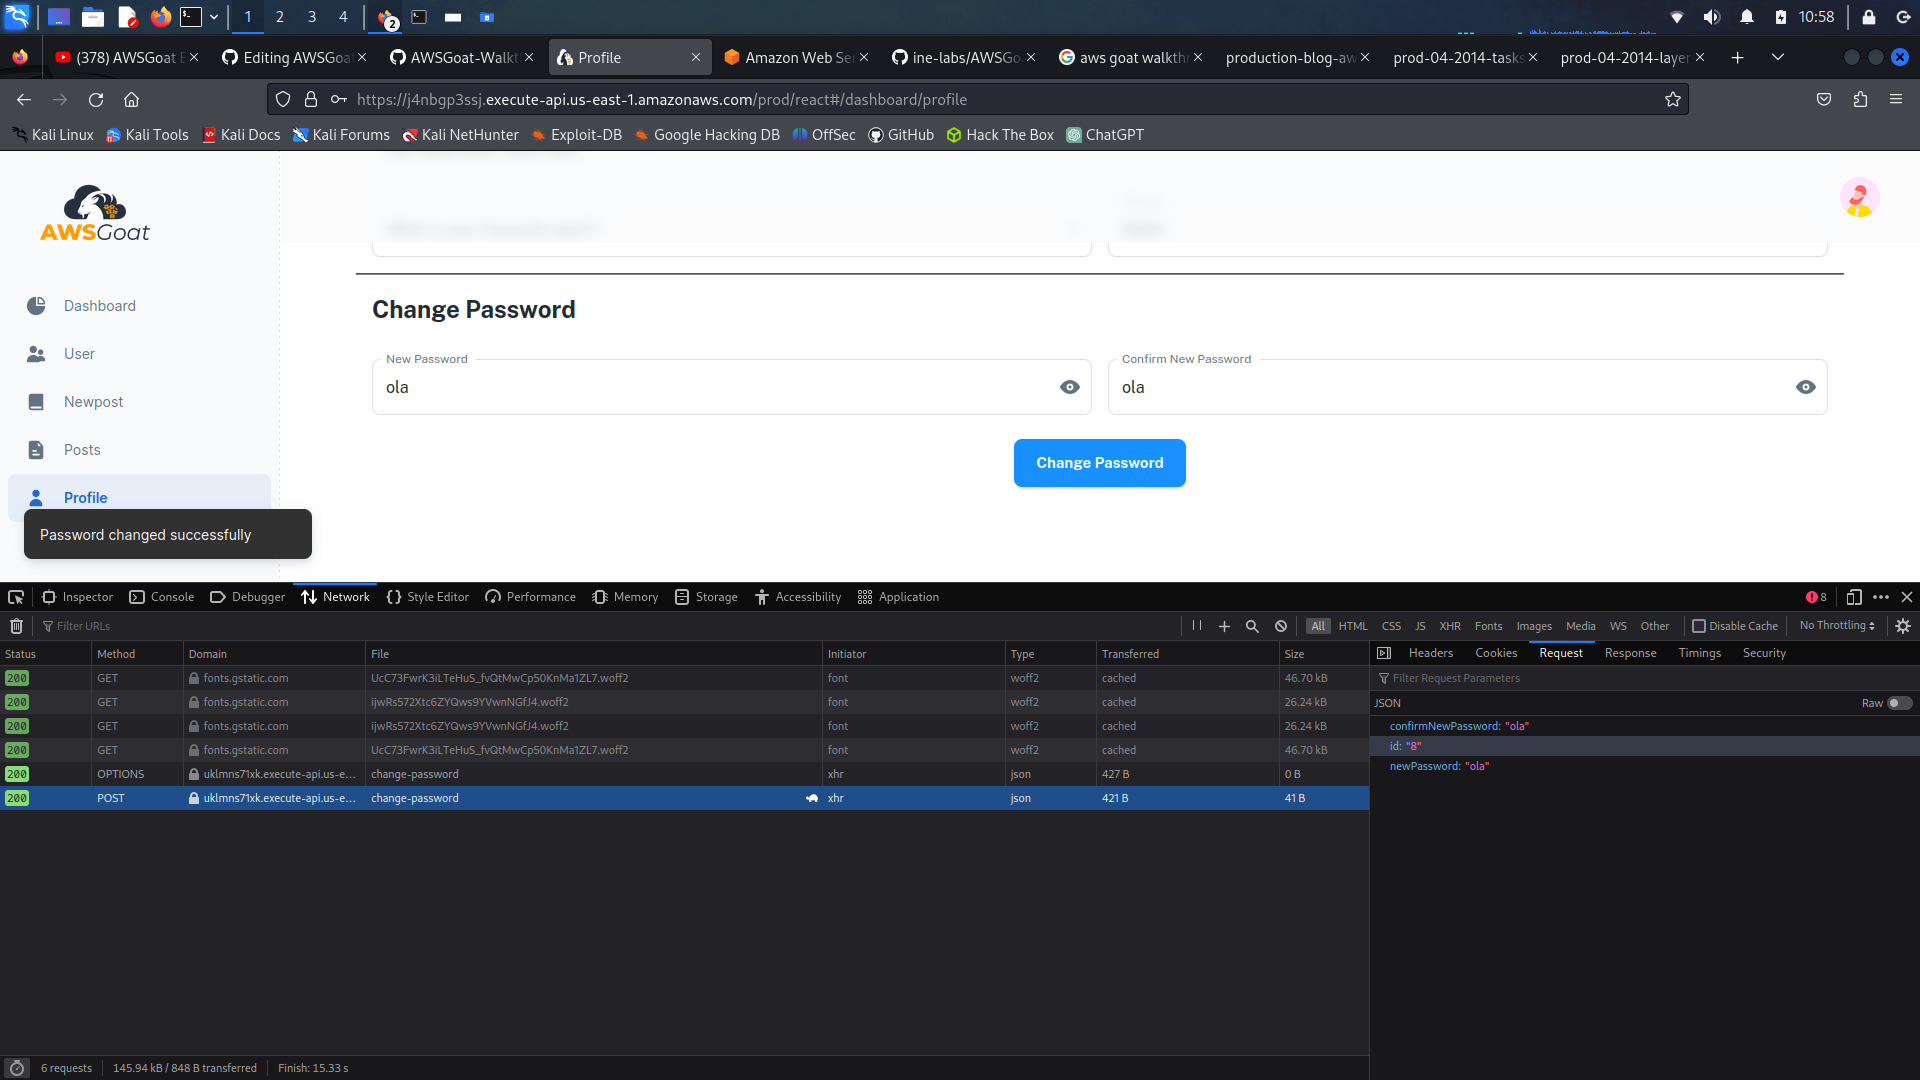 1 2 3 4 2 10:58
(378) AWSGoat E
Editing AWSGoat
AWSGoat-Walkt
Profile
Amazon Web Ser
ine-labs/AWSGo
aws goat walkthr
production-blog-aw
prod-04-2014-tasks
prod-04-2014-layer
https://j4nbgp3ssj.execute-api.us-east-1.amazonaws.com/prod/react#/dashboard/profile
Kali Linux Kali Tools Kali Docs Kali Forums Kali NetHunter Exploit-DB Google Hacking DB OffSec GitHub Hack The Box ChatGPT
AWSGoat
Dashboard
User
Newpost
Posts
Profile
Password changed successfully
Change Password
New Password
ola
Confirm New Password
ola
Change Password
Inspector Console Debugger Network Style Editor Performance Memory Storage Accessibility Application 8
Filter URLs All HTML CSS JS XHR Fonts Images Media WS Other Disable Cache No Throttling
Status Method Domain File Initiator Type Transferred Size
200 GET fonts.gstatic.com UcC73FwrK3iLTeHuS_fvQtMwCp50KnMa1ZL7.woff2 font woff2 cached 46.70 kB
200 GET fonts.gstatic.com ijwRs572Xtc6ZYQws9YVwnNGfJ4.woff2 font woff2 cached 26.24 kB
200 GET fonts.gstatic.com ijwRs572Xtc6ZYQws9YVwnNGfJ4.woff2 font woff2 cached 26.24 kB
200 GET fonts.gstatic.com UcC73FwrK3iLTeHuS_fvQtMwCp50KnMa1ZL7.woff2 font woff2 cached 46.70 kB
200 OPTIONS uklmns71xk.execute-api.us-e... change-password xhr json 427 B 0 B
200 POST uklmns71xk.execute-api.us-e... change-password xhr json 421 B 41 B
Headers Cookies Request Response Timings Security
Filter Request Parameters
JSON Raw
confirmNewPassword: "ola"
id: "8"
newPassword: "ola"
6 requests 145.94 kB / 848 B transferred Finish: 15.33 s